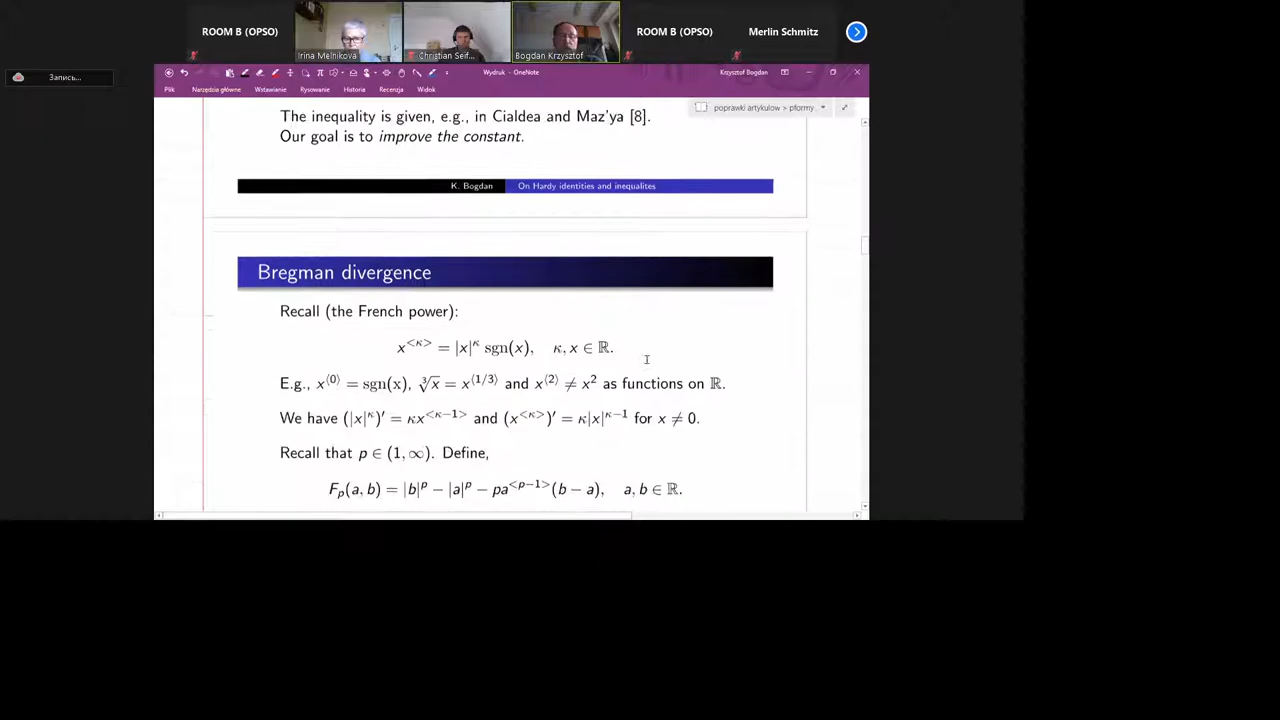 ROOM B (OPSO)
Irina Melnikova
Christian Seif...
Bogdan Krzysztof
ROOM B (OPSO)
Merlin Schmitz
Запись...
Wydruk - OneNote
Krzysztof Bogdan
Plik Narzędzia główne Wstawianie Rysowanie Historia Recenzja Widok
poprawki artykulow > pformy
The inequality is given, e.g., in Cialdea and Maz'ya [8].
Our goal is to improve the constant.
K. Bogdan On Hardy identities and inequalites
Bregman divergence
Recall (the French power):
x^{<κ>} = |x|^κ sgn(x), κ, x ∈ ℝ.
E.g., x^{⟨0⟩} = sgn(x), ∛x = x^{⟨1/3⟩} and x^{⟨2⟩} ≠ x² as functions on ℝ.
We have (|x|^κ)′ = κx^{<κ−1>} and (x^{<κ>})′ = κ|x|^{κ−1} for x ≠ 0.
Recall that p ∈ (1, ∞). Define,
F_p(a, b) = |b|^p − |a|^p − pa^{<p−1>}(b − a), a, b ∈ ℝ.